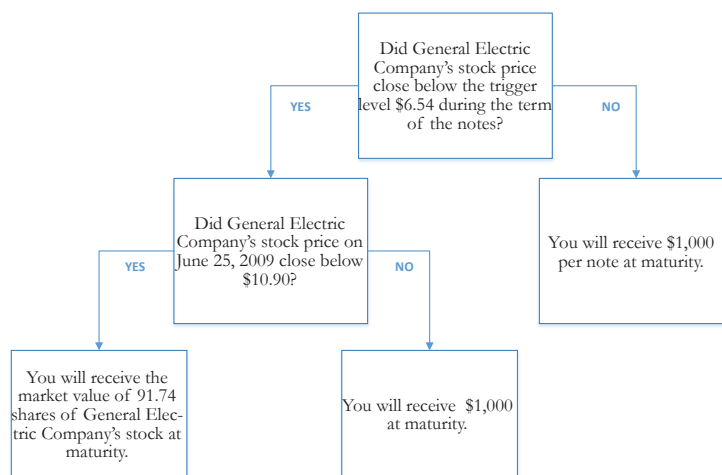 Did General Electric
Company's stock price
close below the trigger
level $6.54 during the term
of the notes?
YES
NO
Did General Electric
Company's stock price on
June 25, 2009 close below
$10.90?
You will receive $1,000
per note at maturity.
YES
NO
You will receive the
market value of 91.74
shares of General Elec-
tric Company's stock at
maturity.
You will receive $1,000
at maturity.